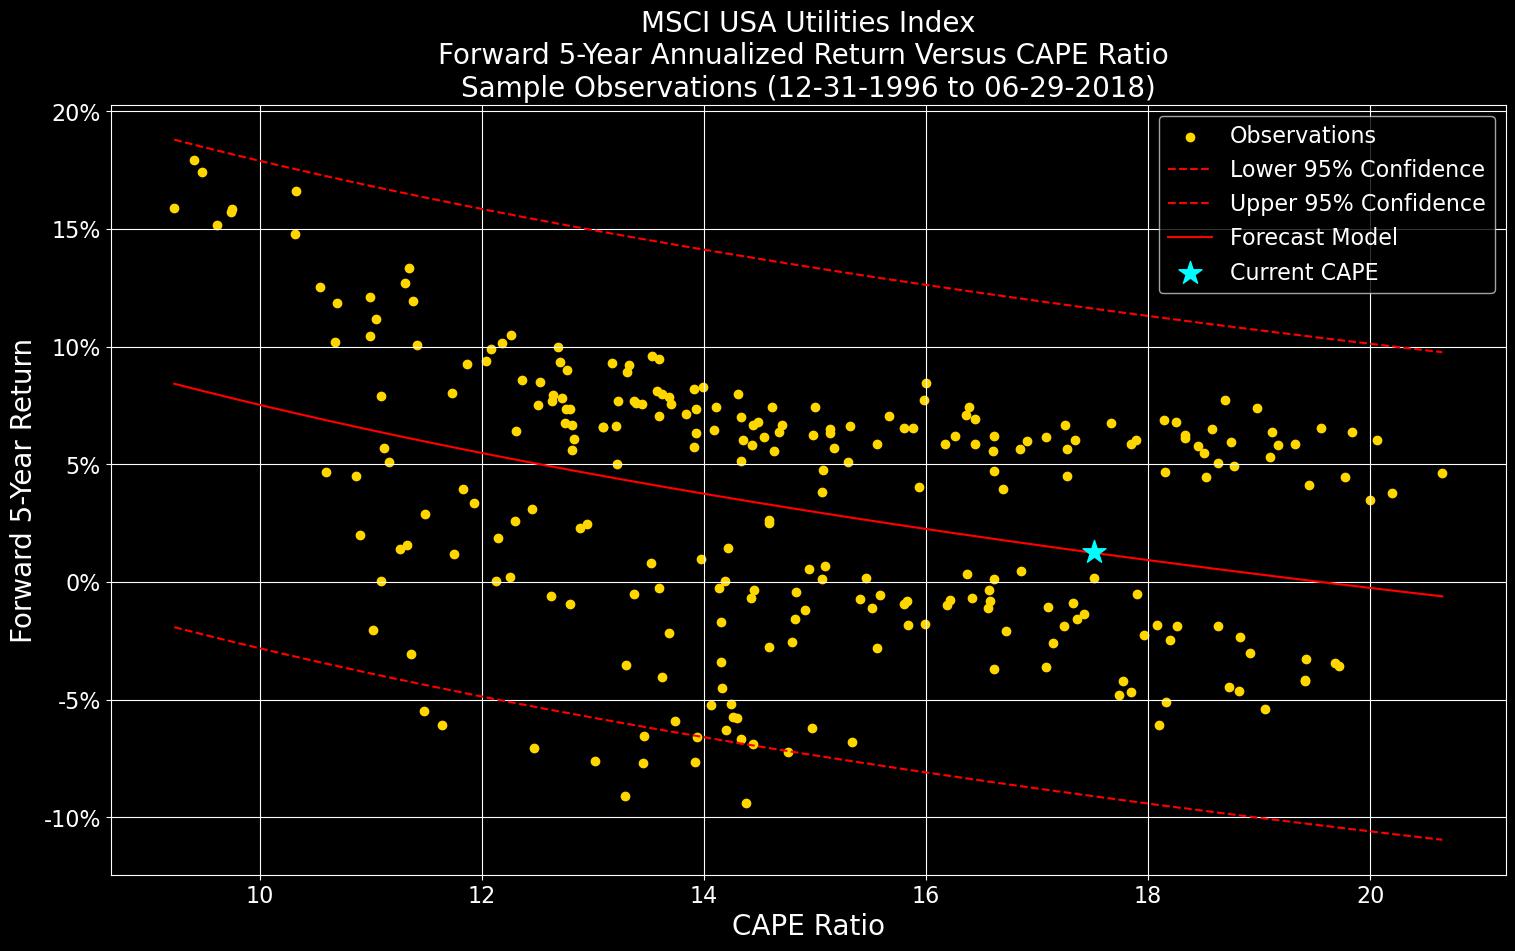 MSCI USA Utilities Index
Forward 5-Year Annualized Return Versus CAPE Ratio
Sample Observations (12-31-1996 to 06-29-2018)
Forward 5-Year Return
20%
15%
10%
5%
0%
-5%
-10%
Observations
Lower 95% Confidence
Upper 95% Confidence
Forecast Model
Current CAPE
10 12 14 16 18 20
CAPE Ratio